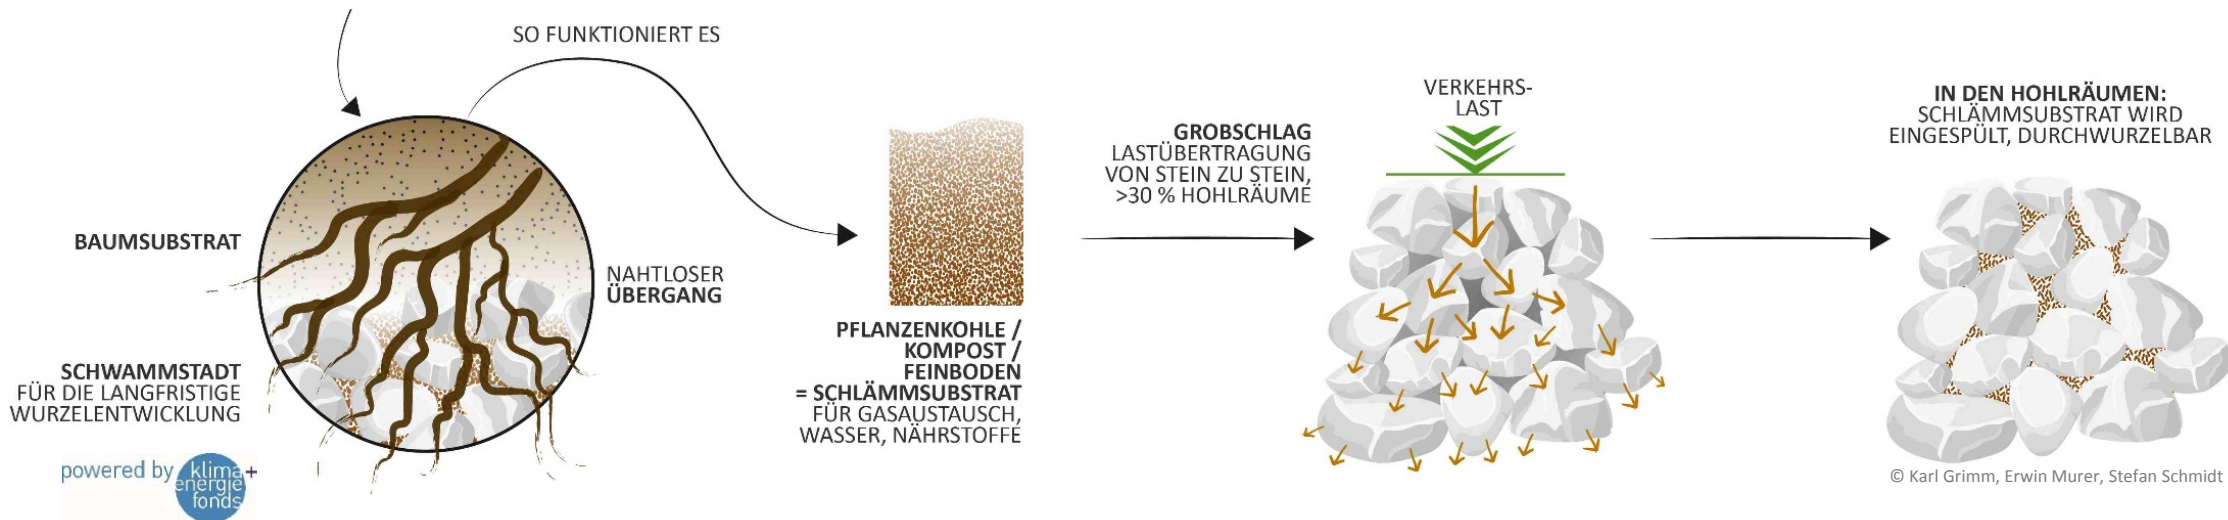 SO FUNKTIONIERT ES
BAUMSUBSTRAT
SCHWAMMSTADT
FÜR DIE LANGFRISTIGE
WURZELENTWICKLUNG
NAHTLOSER
ÜBERGANG
powered by klima+
energie
fonds
PFLANZENKOHLE /
KOMPOST /
FEINBODEN
= SCHLÄMMSUBSTRAT
FÜR GASAUSTAUSCH,
WASSER, NÄHRSTOFFE
GROBSCHLAG
LASTÜBERTRAGUNG
VON STEIN ZU STEIN,
>30 % HOHLRÄUME
VERKEHRS-
LAST
IN DEN HOHLRÄUMEN:
SCHLÄMMSUBSTRAT WIRD
EINGESPÜLT, DURCHWURZELBAR
© Karl Grimm, Erwin Murer, Stefan Schmidt